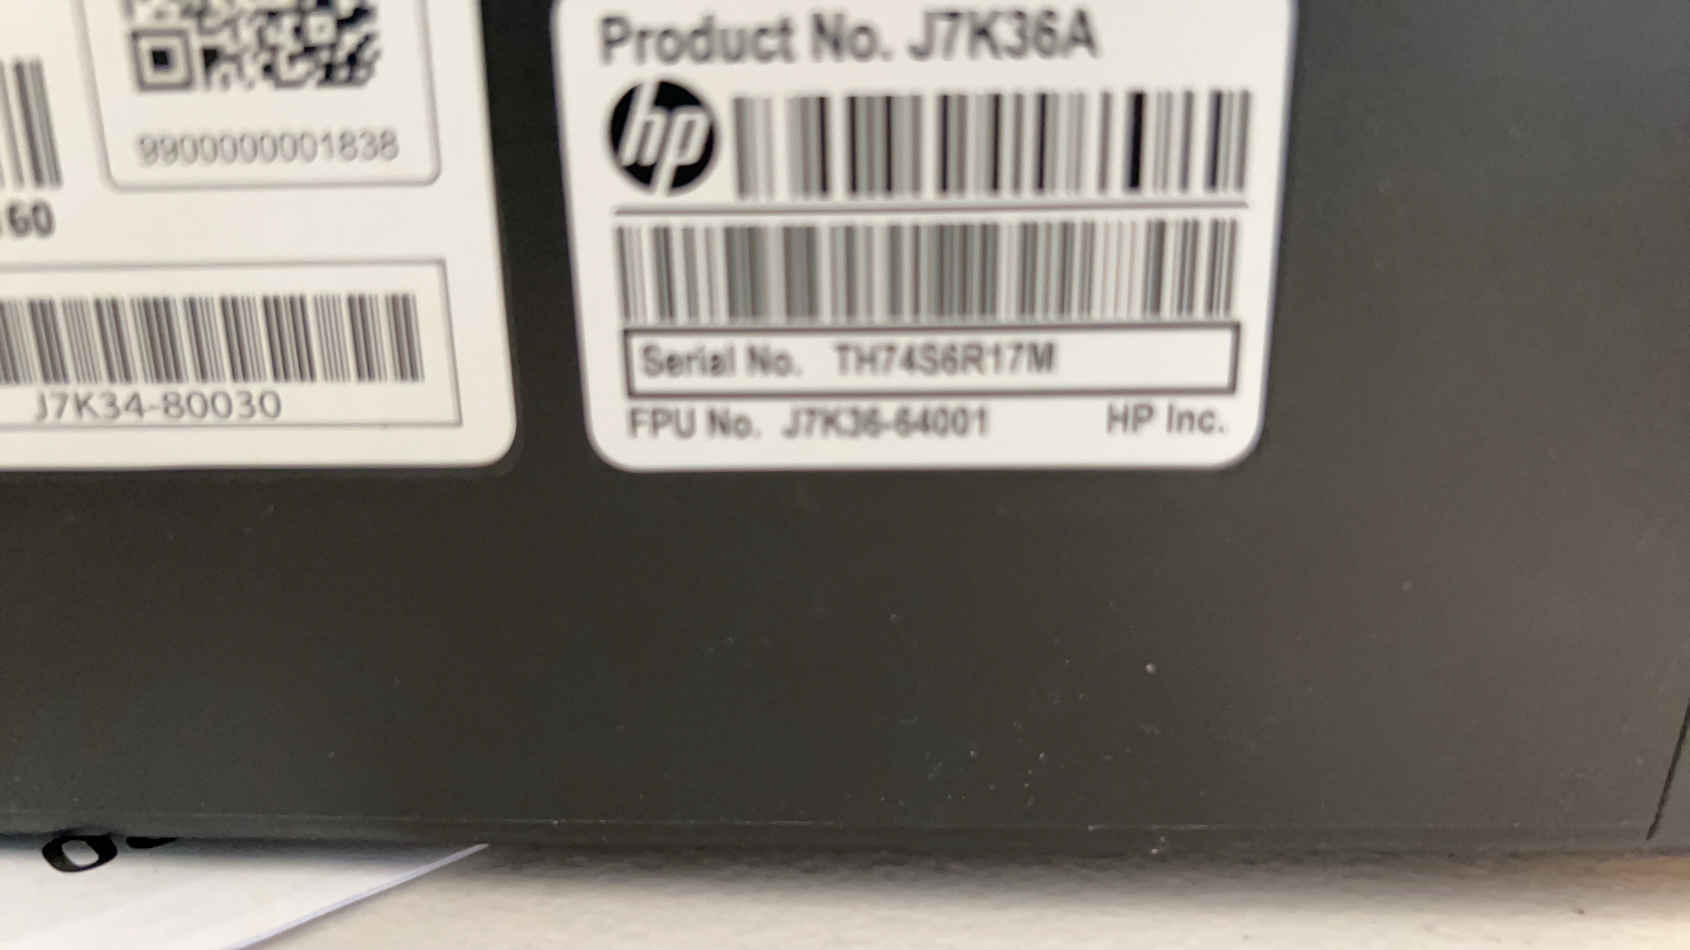 9900000001838
60
J7K34-80030
Product No. J7K36A
hp
Serial No. TH74S6R17M
FPU No. J7K36-64001 HP Inc.